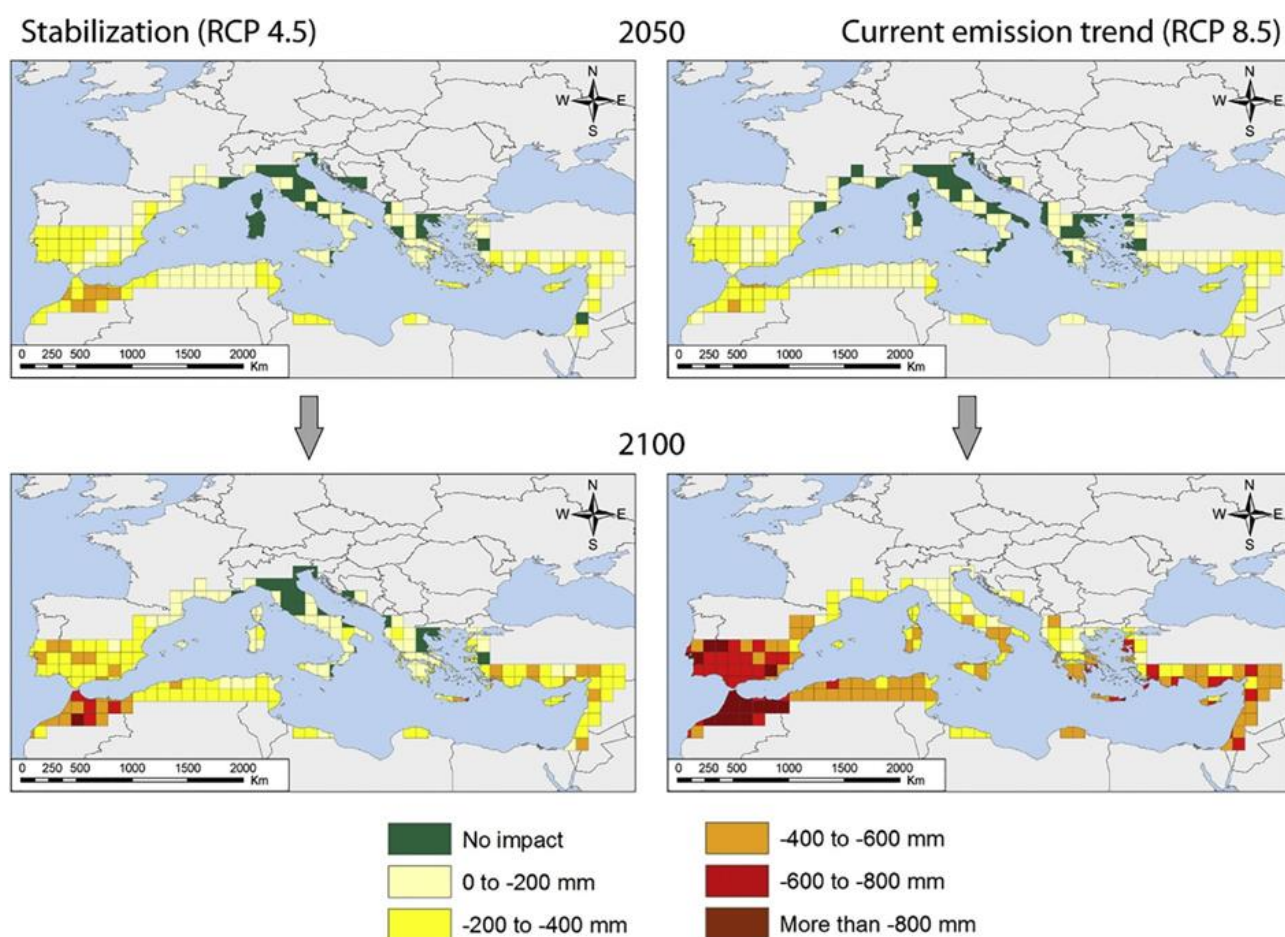 Stabilization (RCP 4.5)
2050
Current emission trend (RCP 8.5)
N
W E
S
N
W E
S
0 250 500 1000 1500 2000
Km
0 250 500 1000 1500 2000
Km
2100
N
W E
S
N
W E
S
0 250 500 1000 1500 2000
Km
0 250 500 1000 1500 2000
Km
No impact
-400 to -600 mm
0 to -200 mm
-600 to -800 mm
-200 to -400 mm
More than -800 mm